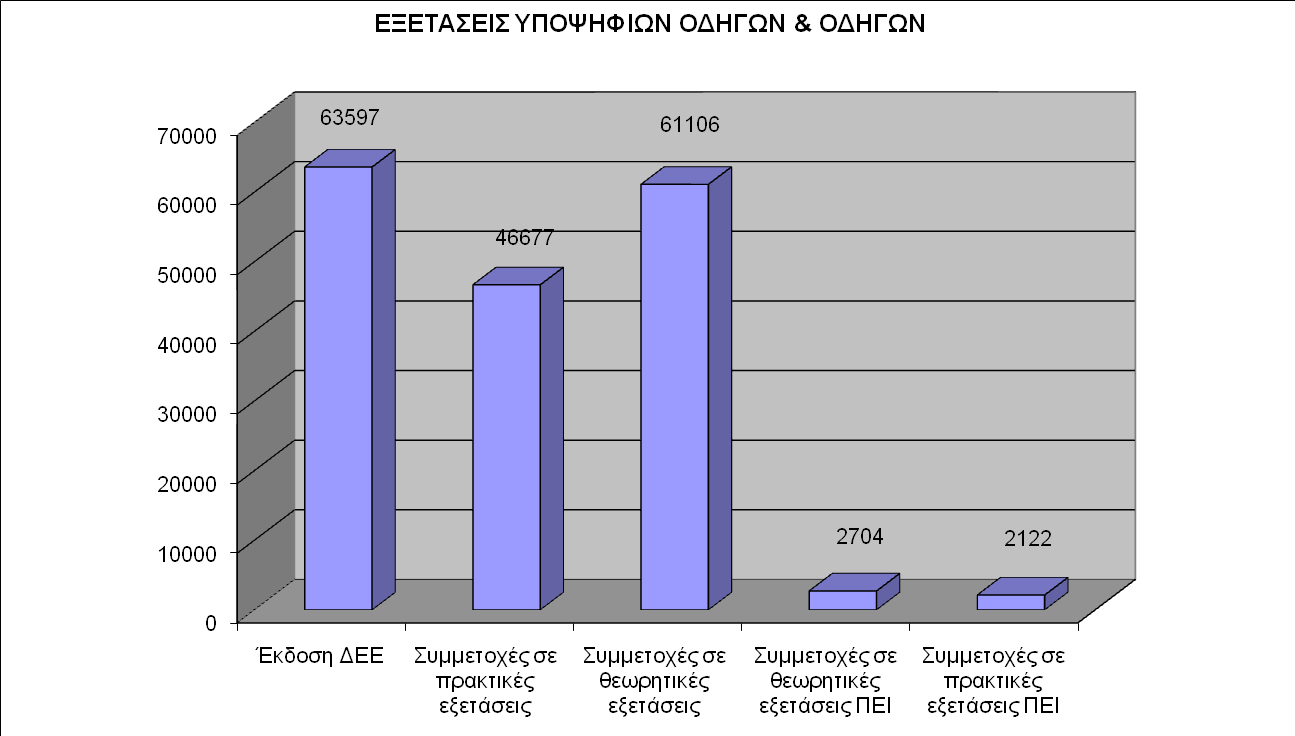 ΕΞΕΤΑΣΕΙΣ ΥΠΟΨΗΦΙΩΝ ΟΔΗΓΩΝ & ΟΔΗΓΩΝ
70000
60000
50000
40000
30000
20000
10000
0
63597
46677
61106
2704
2122
Έκδοση ΔΕΕ
Συμμετοχές σε
πρακτικές
εξετάσεις
Συμμετοχές σε
θεωρητικές
εξετάσεις
Συμμετοχές σε
θεωρητικές
εξετάσεις ΠΕΙ
Συμμετοχές σε
πρακτικές
εξετάσεις ΠΕΙ